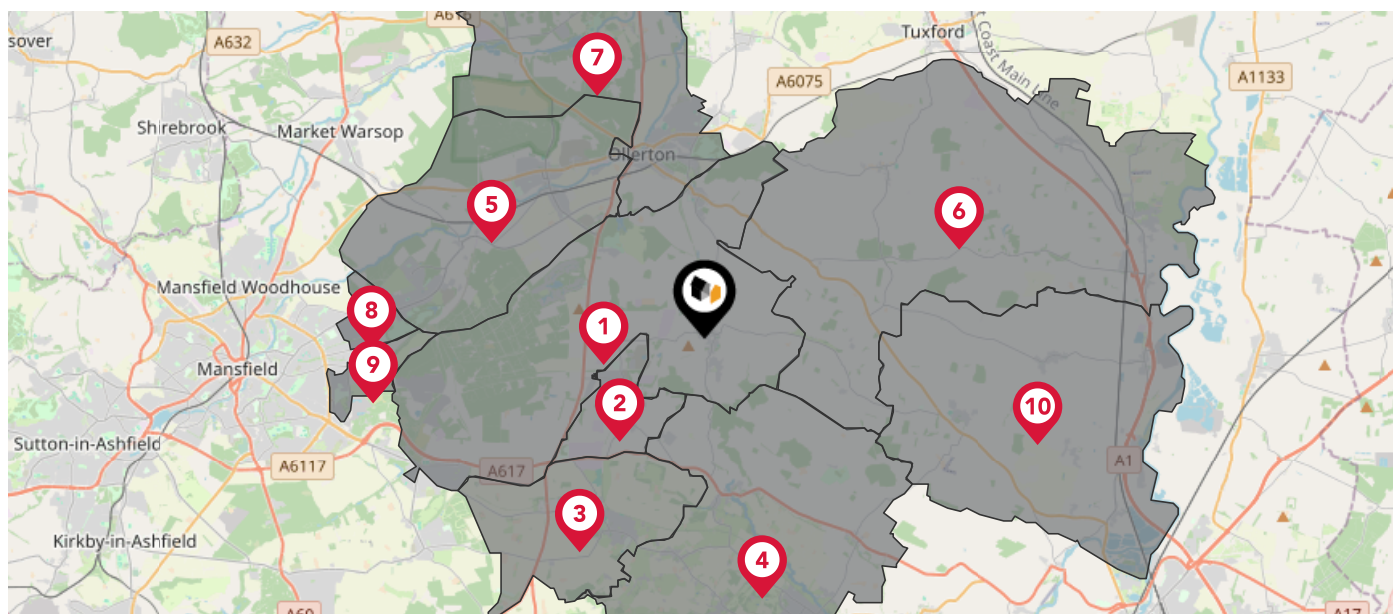 sover
A632
A61
7
Tuxford
t Coast Main Line
A6075
A1133
Shirebrook
Market Warsop
Ollerton
5
6
Mansfield Woodhouse
8
1
9
Mansfield
2
10
Sutton-in-Ashfield
A6117
A617
A1
3
Kirkby-in-Ashfield
4
A60
A17